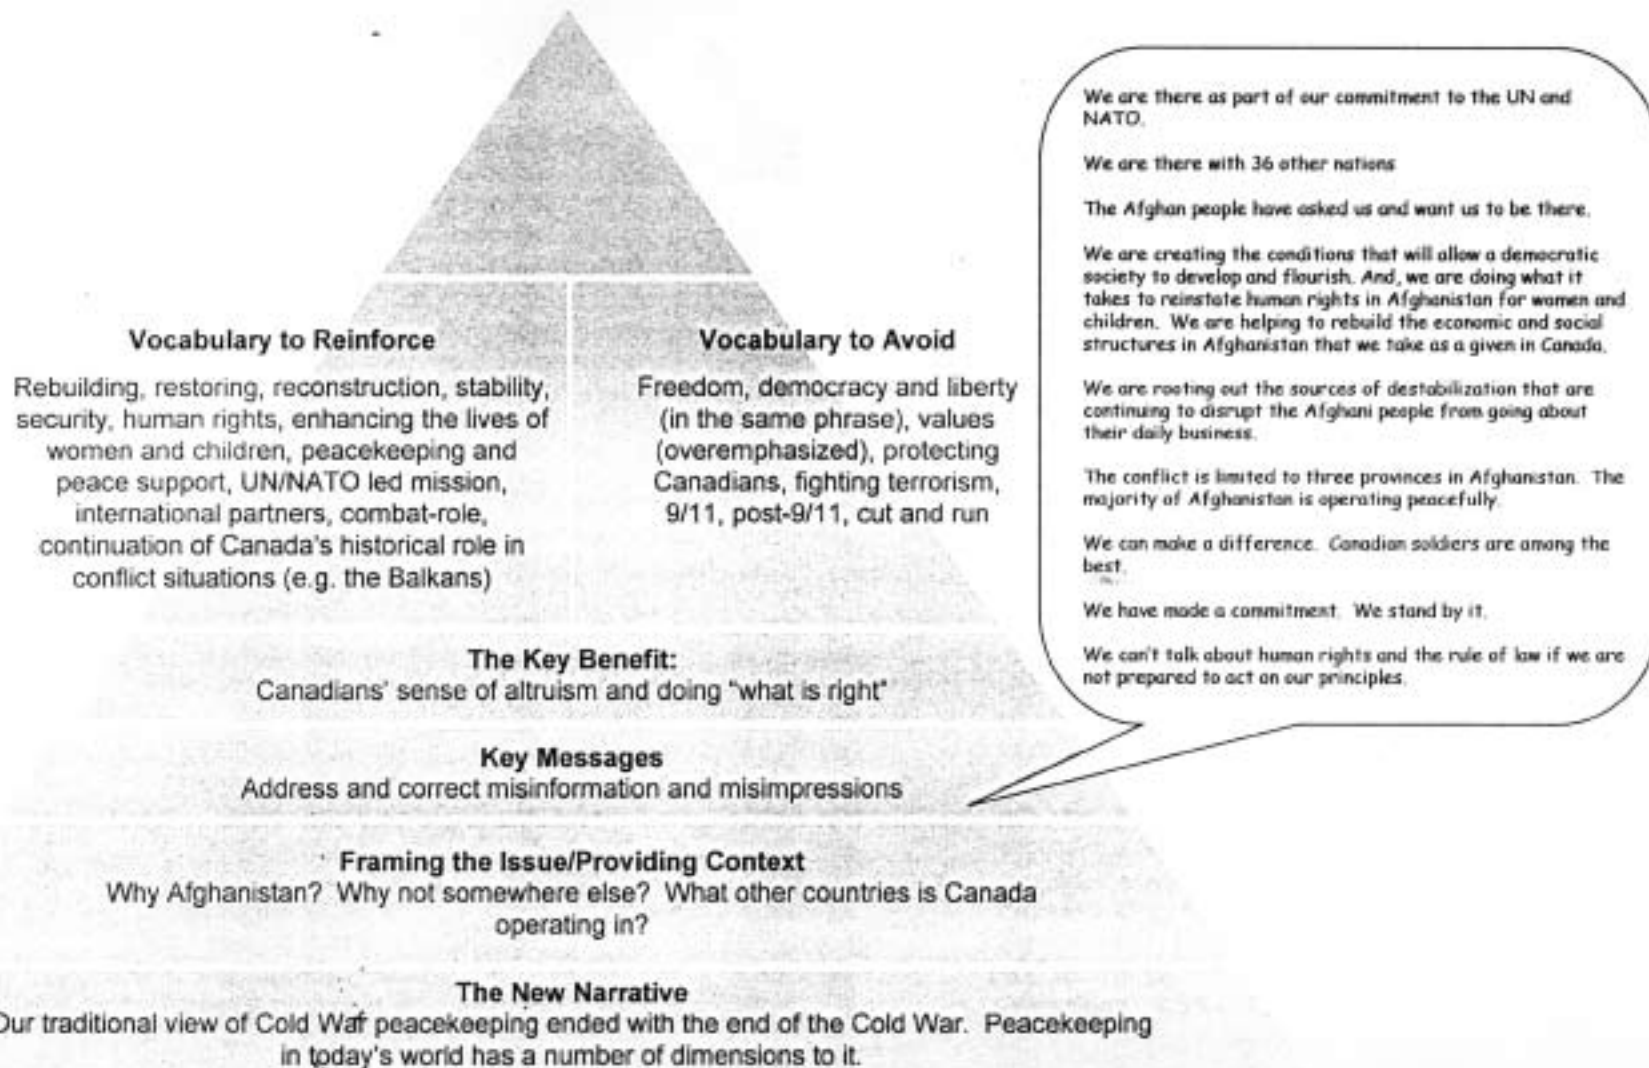 Vocabulary to Reinforce
Rebuilding, restoring, reconstruction, stability,
security, human rights, enhancing the lives of
women and children, peacekeeping and
peace support, UN/NATO led mission,
international partners, combat-role,
continuation of Canada's historical role in
conflict situations (e.g. the Balkans)
Vocabulary to Avoid
Freedom, democracy and liberty
(in the same phrase), values
(overemphasized), protecting
Canadians, fighting terrorism,
9/11, post-9/11, cut and run
The Key Benefit:
Canadians' sense of altruism and doing "what is right"
Key Messages
Address and correct misinformation and misimpressions
We are there as part of our commitment to the UN and
NATO.
We are there with 36 other nations
The Afghan people have asked us and want us to be there.
We are creating the conditions that will allow a democratic
society to develop and flourish. And, we are doing what it
takes to reinstate human rights in Afghanistan for women and
children. We are helping to rebuild the economic and social
structures in Afghanistan that we take as a given in Canada.
We are rooting out the sources of destabilization that are
continuing to disrupt the Afghani people from going about
their daily business.
The conflict is limited to three provinces in Afghanistan. The
majority of Afghanistan is operating peacefully.
We can make a difference. Canadian soldiers are among the
best.
We have made a commitment. We stand by it.
We can't talk about human rights and the rule of law if we are
not prepared to act on our principles.
Framing the Issue/Providing Context
Why Afghanistan? Why not somewhere else? What other countries is Canada
operating in?
The New Narrative
Our traditional view of Cold War peacekeeping ended with the end of the Cold War. Peacekeeping
in today's world has a number of dimensions to it.